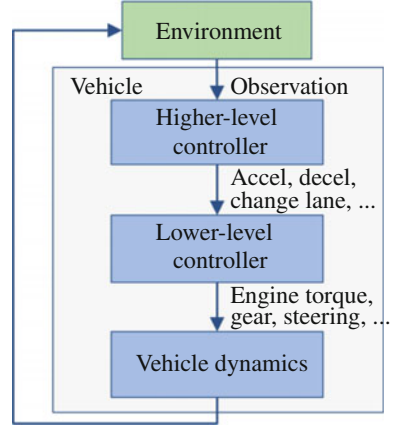 Environment
Vehicle
Observation
Higher-level
controller
Accel, decel,
change lane, ...
Lower-level
controller
Engine torque,
gear, steering, ...
Vehicle dynamics